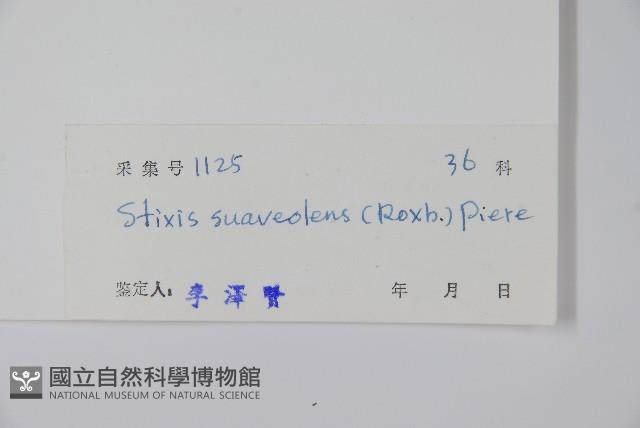 采集号 1125 36 科
Stixis suaveolens (Roxb.) Piere
鉴定人: 李澤賢 年 月 日
國立自然科學博物館
NATIONAL MUSEUM OF NATURAL SCIENCE